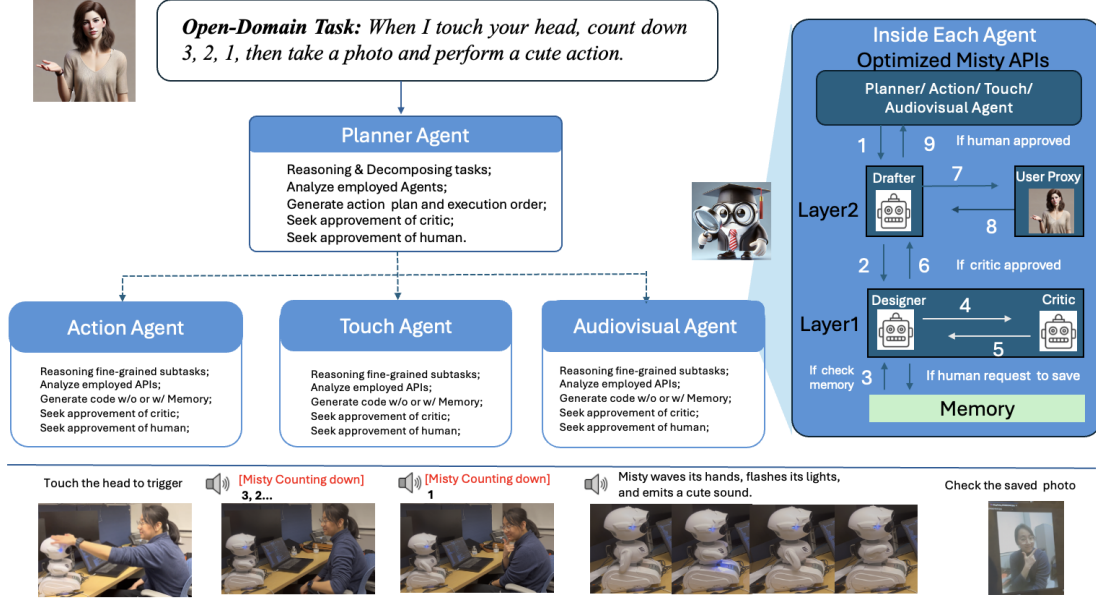 Open-Domain Task: When I touch your head, count down
3, 2, 1, then take a photo and perform a cute action.
Planner Agent
Reasoning & Decomposing tasks;
Analyze employed Agents;
Generate action plan and execution order;
Seek approvement of critic;
Seek approvement of human.
Action Agent
Reasoning fine-grained subtasks;
Analyze employed APIs;
Generate code w/o or w/ Memory;
Seek approvement of critic;
Seek approvement of human;
Touch Agent
Reasoning fine-grained subtasks;
Analyze employed APIs;
Generate code w/o or w/ Memory;
Seek approvement of critic;
Seek approvement of human;
Audiovisual Agent
Reasoning fine-grained subtasks;
Analyze employed APIs;
Generate code w/o or w/ Memory;
Seek approvement of critic;
Seek approvement of human;
Inside Each Agent
Optimized Misty APIs
Planner/ Action/ Touch/
Audiovisual Agent
1
9
If human approved
Drafter
7
User Proxy
Layer2
8
2
6
If critic approved
Designer
4
Critic
Layer1
5
If check
memory
3
If human request to save
Memory
Touch the head to trigger
[Misty Counting down]
3, 2...
[Misty Counting down]
1
Misty waves its hands, flashes its lights,
and emits a cute sound.
Check the saved photo